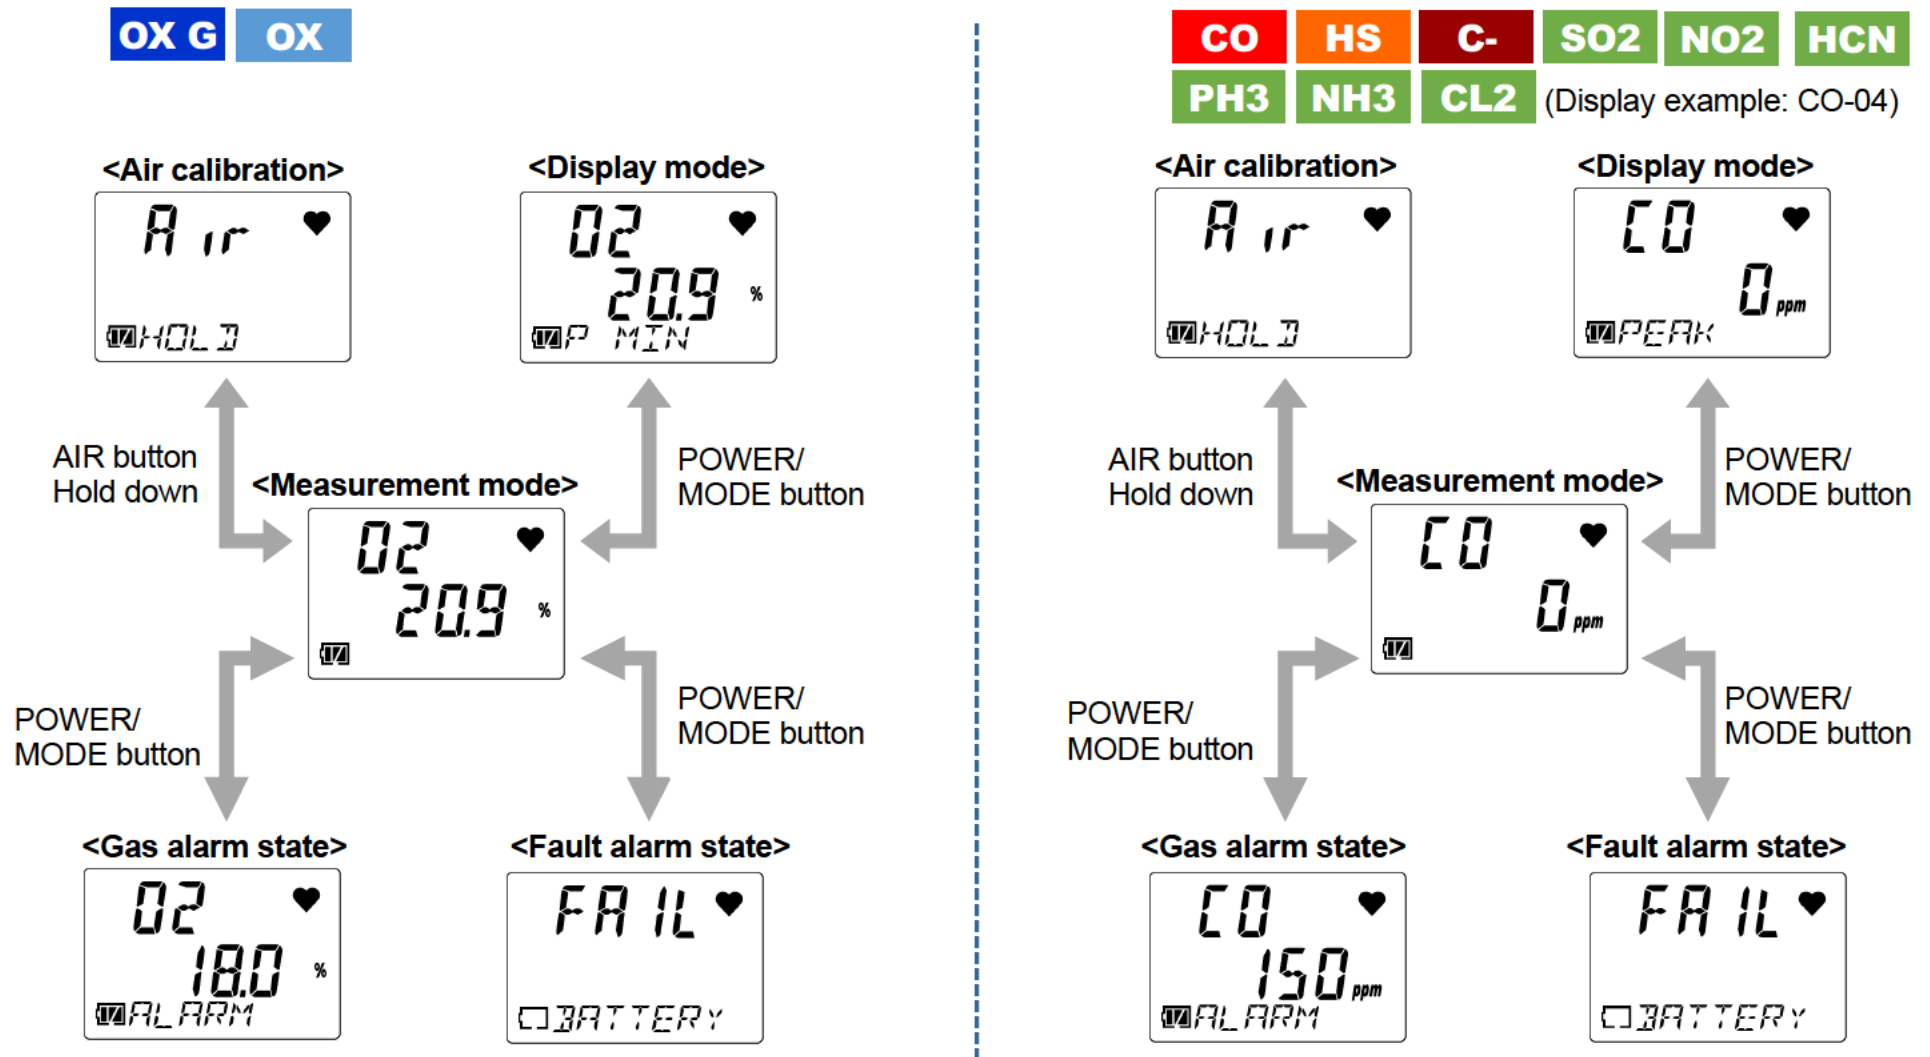 OX G OX
<Air calibration> <Display mode>
Air
HOLD
O2
20.9 %
P MIN
AIR button
Hold down
POWER/
MODE button
<Measurement mode>
O2
20.9 %
POWER/
MODE button
POWER/
MODE button
<Gas alarm state> <Fault alarm state>
O2
18.0 %
ALARM
FAIL
BATTERY
CO HS C- SO2 NO2 HCN
PH3 NH3 CL2 (Display example: CO-04)
<Air calibration> <Display mode>
Air
HOLD
CO
0 ppm
PEAK
AIR button
Hold down
POWER/
MODE button
<Measurement mode>
CO
0 ppm
POWER/
MODE button
POWER/
MODE button
<Gas alarm state> <Fault alarm state>
CO
150 ppm
ALARM
FAIL
BATTERY